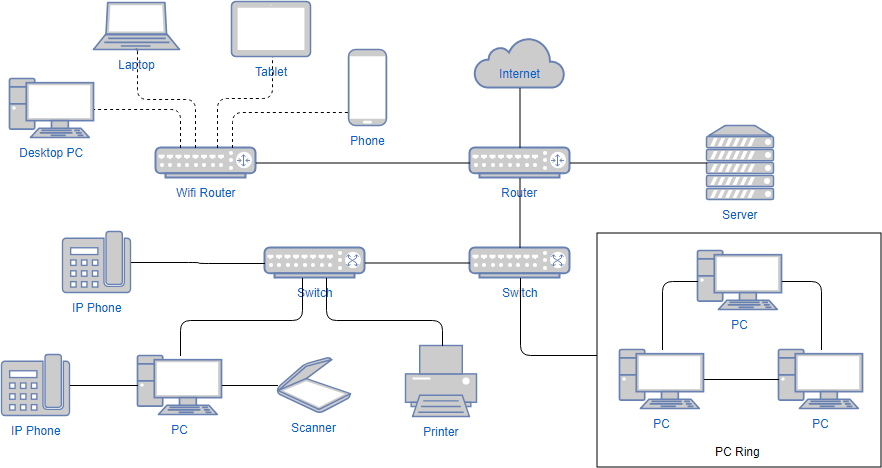 Laptop
Tablet
Internet
Phone
Desktop PC
Wifi Router
Router
Server
IP Phone
Switch
Switch
PC
IP Phone
PC
Scanner
Printer
PC
PC
PC Ring